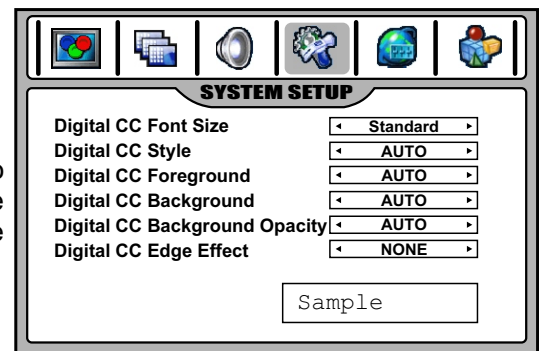 SYSTEM SETUP
Digital CC Font Size Standard
Digital CC Style AUTO
Digital CC Foreground AUTO
Digital CC Background AUTO
Digital CC Background Opacity AUTO
Digital CC Edge Effect NONE
Sample